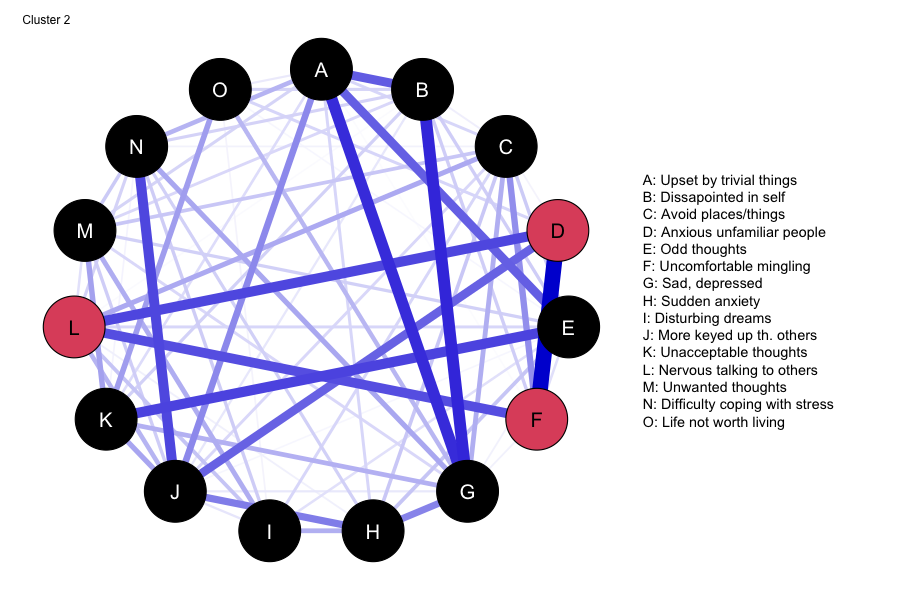 Cluster 2
A
O
B
N
C
M
D
L
E
K
F
J
G
I
H
A: Upset by trivial things
B: Dissapointed in self
C: Avoid places/things
D: Anxious unfamiliar people
E: Odd thoughts
F: Uncomfortable mingling
G: Sad, depressed
H: Sudden anxiety
I: Disturbing dreams
J: More keyed up th. others
K: Unacceptable thoughts
L: Nervous talking to others
M: Unwanted thoughts
N: Difficulty coping with stress
O: Life not worth living